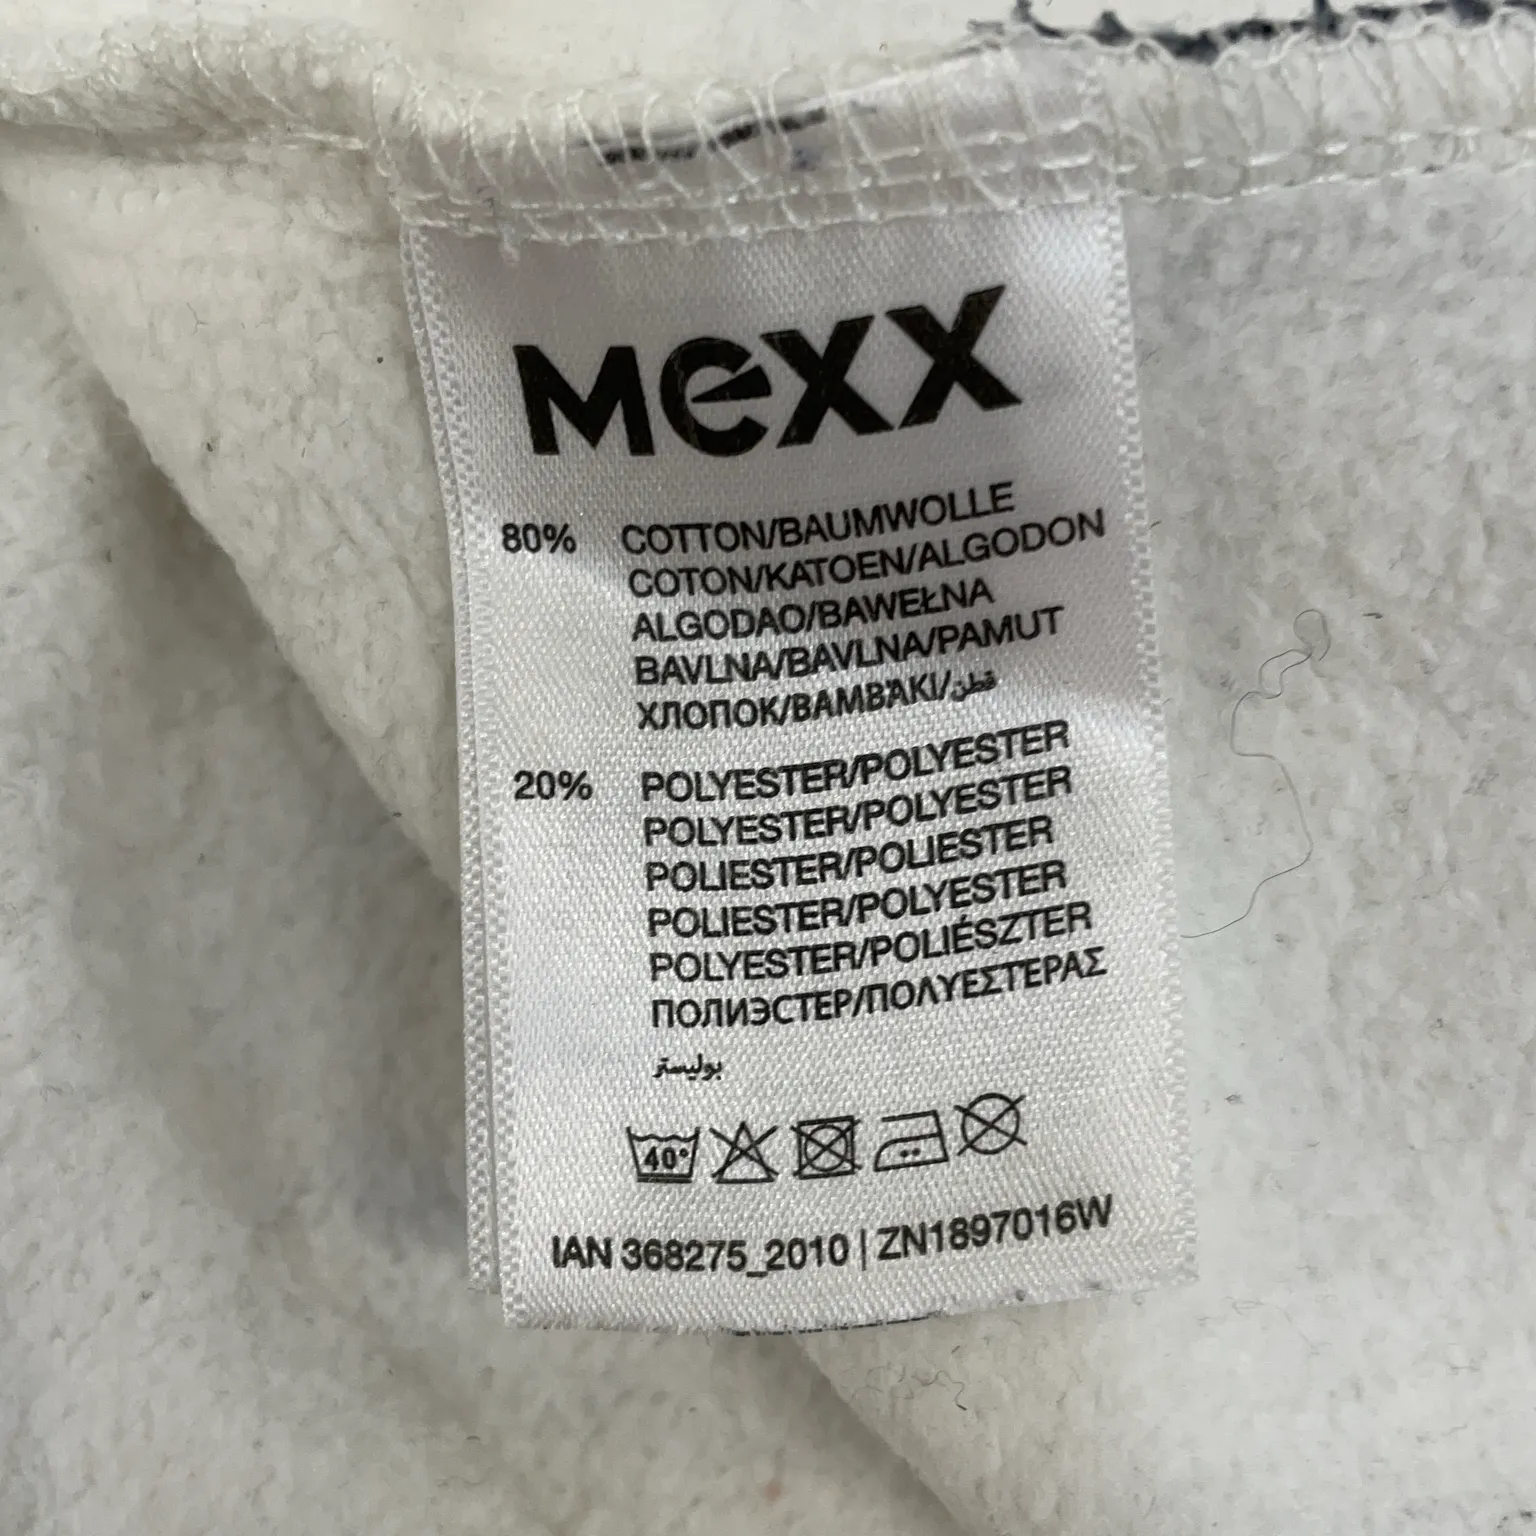 Mexx
80% COTTON/BAUMWOLLE
COTON/KATOEN/ALGODON
ALGODAO/BAWEŁNA
BAVLNA/BAVLNA/PAMUT
ХЛОПОК/BAMBAKI/قطن
20% POLYESTER/POLYESTER
POLYESTER/POLYESTER
POLIESTER/POLIESTER
POLIESTER/POLYESTER
POLYESTER/POLIÉSZTER
ПОЛИЭСТЕР/ΠΟΛΥΕΣΤΕΡΑΣ
بوليستر
40°
IAN 368275_2010 | ZN1897016W